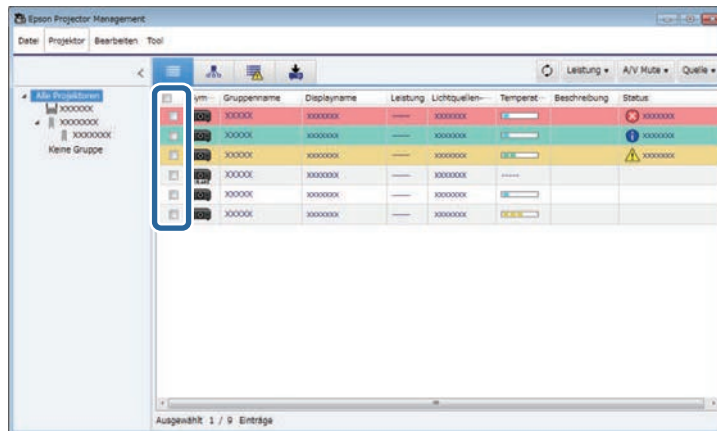 Epson Projector Management
Datei Projektor Bearbeiten Tool
Leistung A/V Mute Quelle
Alle Projektoren
XXXXXX
XXXXXXX
XXXXXXX
Keine Gruppe
ym··· Gruppenname Displayname Leistung Lichtquellen-··· Temperat··· Beschreibung Status
XXXXX XXXXXXX ---- XXXXXXX XXXXXXX
XXXXX XXXXXXX ---- XXXXXXX XXXXXXX
XXXXX XXXXXXX ---- XXXXXXX XXXXXXX
XXXXX XXXXXXX ---- XXXXXXX -----
XXXXX XXXXXXX ---- XXXXXXX
XXXXX XXXXXXX ---- XXXXXXX
Ausgewählt 1 / 9 Einträge